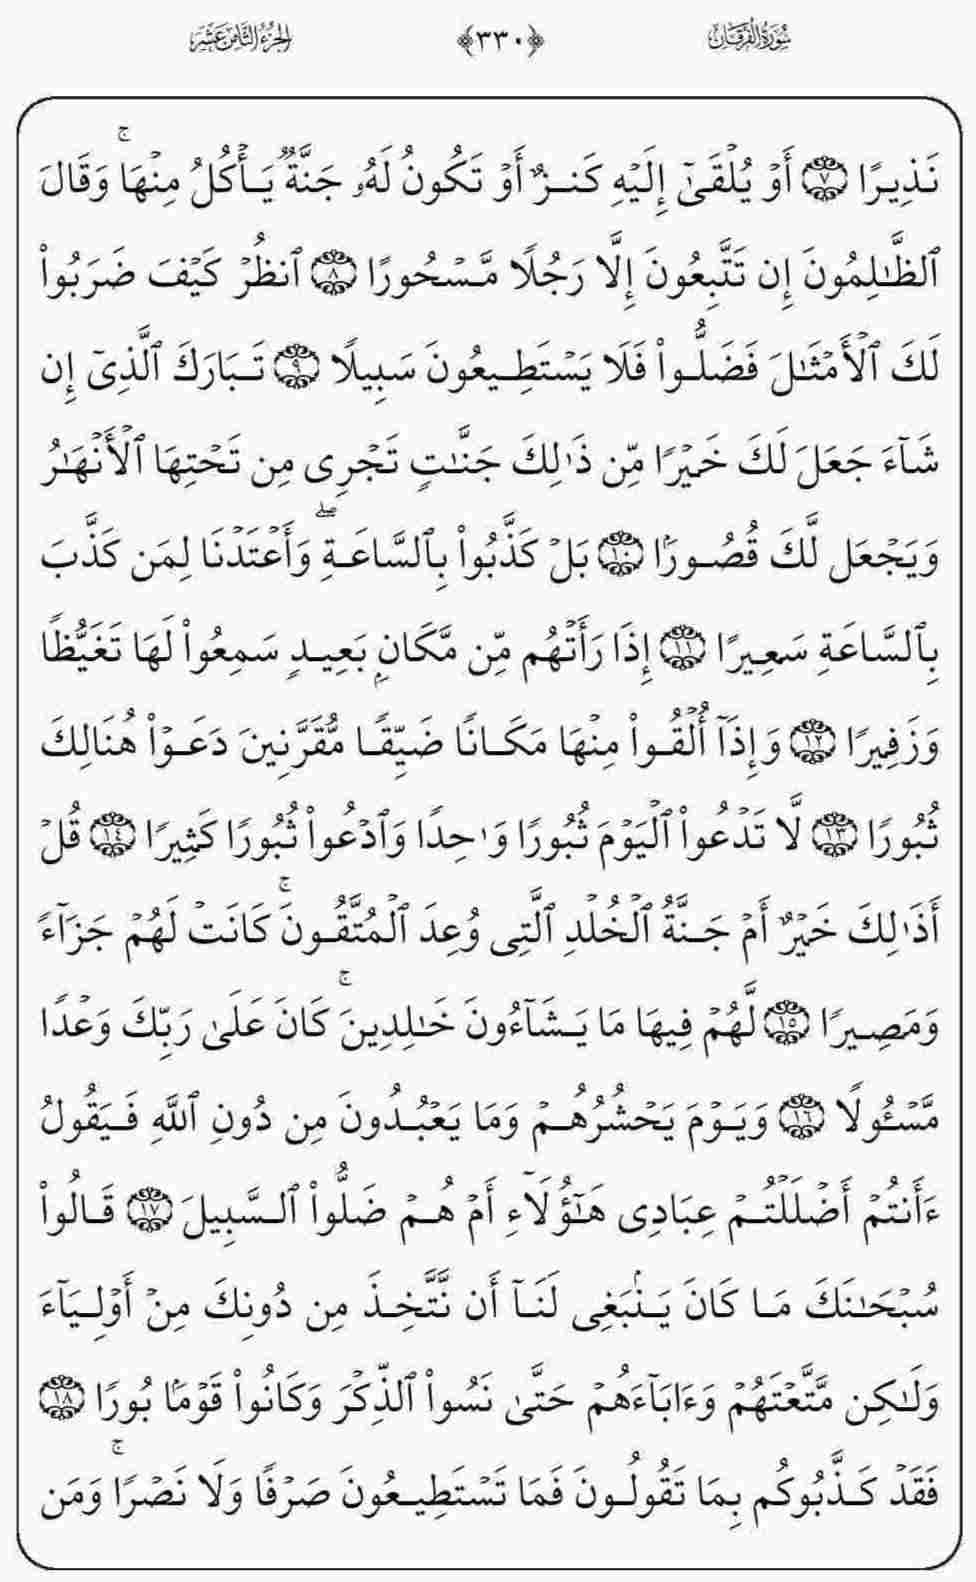 سُورَةُ الْفُرْقَانِ ﴿٣٣٠﴾ الجُزْءُ الثَّامِنَ عَشَرَ
نَذِيرًا ۝٧ أَوۡ يُلۡقَىٰٓ إِلَيۡهِ كَنزٌ أَوۡ تَكُونُ لَهُۥ جَنَّةٌ يَأۡكُلُ مِنۡهَاۚ وَقَالَ
ٱلظَّـٰلِمُونَ إِن تَتَّبِعُونَ إِلَّا رَجُلًا مَّسۡحُورًا ۝٨ ٱنظُرۡ كَيۡفَ ضَرَبُواْ
لَكَ ٱلۡأَمۡثَـٰلَ فَضَلُّواْ فَلَا يَسۡتَطِيعُونَ سَبِيلًا ۝٩ تَبَارَكَ ٱلَّذِىٓ إِن
شَآءَ جَعَلَ لَكَ خَيۡرًا مِّن ذَٰلِكَ جَنَّـٰتٍ تَجۡرِى مِن تَحۡتِهَا ٱلۡأَنۡهَـٰرُ
وَيَجۡعَل لَّكَ قُصُورًۢا ۝١٠ بَلۡ كَذَّبُواْ بِٱلسَّاعَةِۖ وَأَعۡتَدۡنَا لِمَن كَذَّبَ
بِٱلسَّاعَةِ سَعِيرًا ۝١١ إِذَا رَأَتۡهُم مِّن مَّكَانِۭ بَعِيدٍ سَمِعُواْ لَهَا تَغَيُّظًا
وَزَفِيرًا ۝١٢ وَإِذَآ أُلۡقُواْ مِنۡهَا مَكَانًا ضَيِّقًا مُّقَرَّنِينَ دَعَوۡاْ هُنَالِكَ
ثُبُورًا ۝١٣ لَّا تَدۡعُواْ ٱلۡيَوۡمَ ثُبُورًا وَٰحِدًا وَٱدۡعُواْ ثُبُورًا كَثِيرًا ۝١٤ قُلۡ
أَذَٰلِكَ خَيۡرٌ أَمۡ جَنَّةُ ٱلۡخُلۡدِ ٱلَّتِى وُعِدَ ٱلۡمُتَّقُونَۚ كَانَتۡ لَهُمۡ جَزَآءً
وَمَصِيرًا ۝١٥ لَّهُمۡ فِيهَا مَا يَشَآءُونَ خَـٰلِدِينَۚ كَانَ عَلَىٰ رَبِّكَ وَعۡدًا
مَّسۡـُٔولًا ۝١٦ وَيَوۡمَ يَحۡشُرُهُمۡ وَمَا يَعۡبُدُونَ مِن دُونِ ٱللَّهِ فَيَقُولُ
ءَأَنتُمۡ أَضۡلَلۡتُمۡ عِبَادِى هَـٰٓؤُلَآءِ أَمۡ هُمۡ ضَلُّواْ ٱلسَّبِيلَ ۝١٧ قَالُواْ
سُبۡحَـٰنَكَ مَا كَانَ يَنۢبَغِى لَنَآ أَن نَّتَّخِذَ مِن دُونِكَ مِنۡ أَوۡلِيَآءَ
وَلَـٰكِن مَّتَّعۡتَهُمۡ وَءَابَآءَهُمۡ حَتَّىٰ نَسُواْ ٱلذِّكۡرَ وَكَانُواْ قَوۡمَۢا بُورًا ۝١٨
فَقَدۡ كَذَّبُوكُم بِمَا تَقُولُونَ فَمَا تَسۡتَطِيعُونَ صَرۡفًا وَلَا نَصۡرًاۚ وَمَن